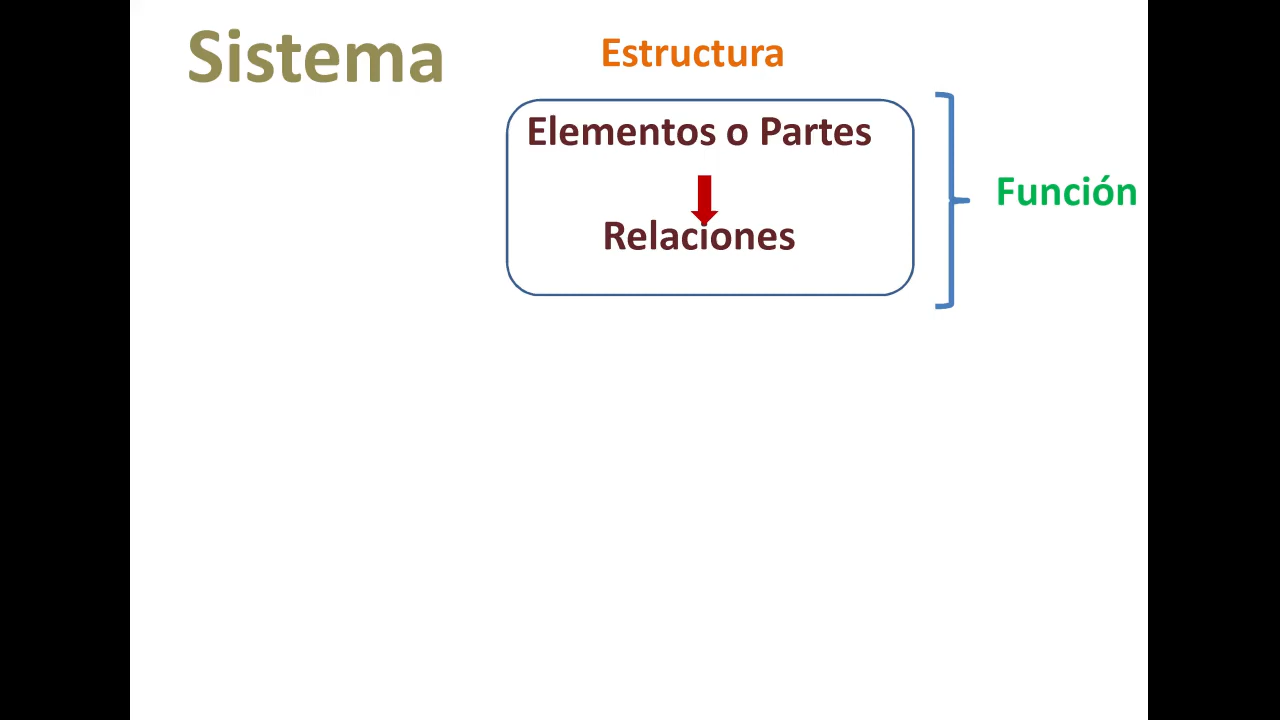 Sistema
Estructura
Elementos o Partes
Relaciones
Función